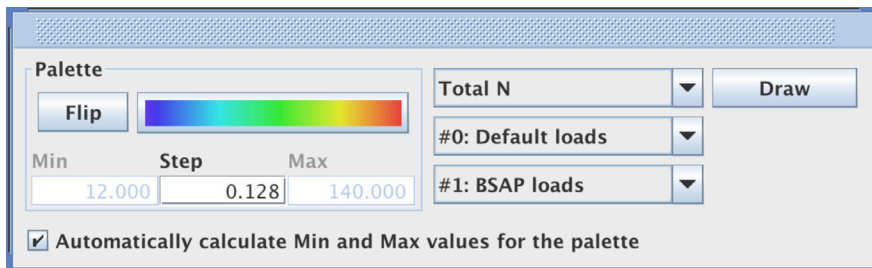 Palette
Flip
Min Step Max
12.000 0.128 140.000
Total N
Draw
#0: Default loads
#1: BSAP loads
Automatically calculate Min and Max values for the palette